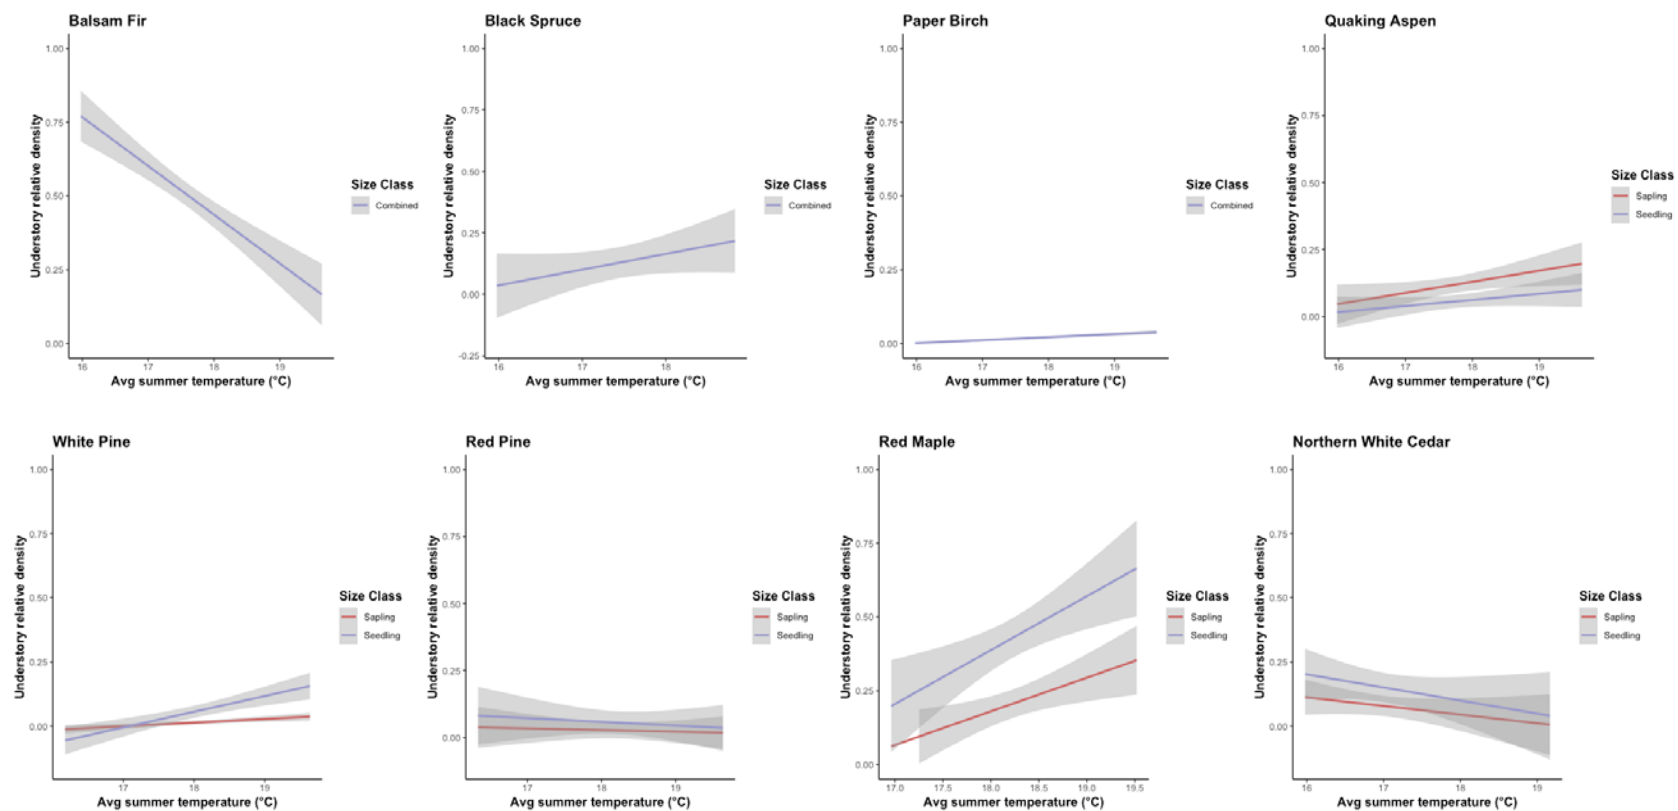 Balsam Fir
1.00
0.75
0.50
0.25
0.00
Understory relative density
16 17 18 19
Avg summer temperature (°C)
Size Class
Combined
Black Spruce
1.00
0.75
0.50
0.25
0.00
-0.25
Understory relative density
16 17 18
Avg summer temperature (°C)
Size Class
Combined
Paper Birch
1.00
0.75
0.50
0.25
0.00
Understory relative density
16 17 18 19
Avg summer temperature (°C)
Size Class
Combined
Quaking Aspen
1.00
0.75
0.50
0.25
0.00
Understory relative density
16 17 18 19
Avg summer temperature (°C)
Size Class
Sapling
Seedling
White Pine
1.00
0.75
0.50
0.25
0.00
Understory relative density
17 18 19
Avg summer temperature (°C)
Size Class
Sapling
Seedling
Red Pine
1.00
0.75
0.50
0.25
0.00
Understory relative density
17 18 19
Avg summer temperature (°C)
Size Class
Sapling
Seedling
Red Maple
1.00
0.75
0.50
0.25
0.00
Understory relative density
17.0 17.5 18.0 18.5 19.0 19.5
Avg summer temperature (°C)
Size Class
Sapling
Seedling
Northern White Cedar
1.00
0.75
0.50
0.25
0.00
Understory relative density
16 17 18 19
Avg summer temperature (°C)
Size Class
Sapling
Seedling